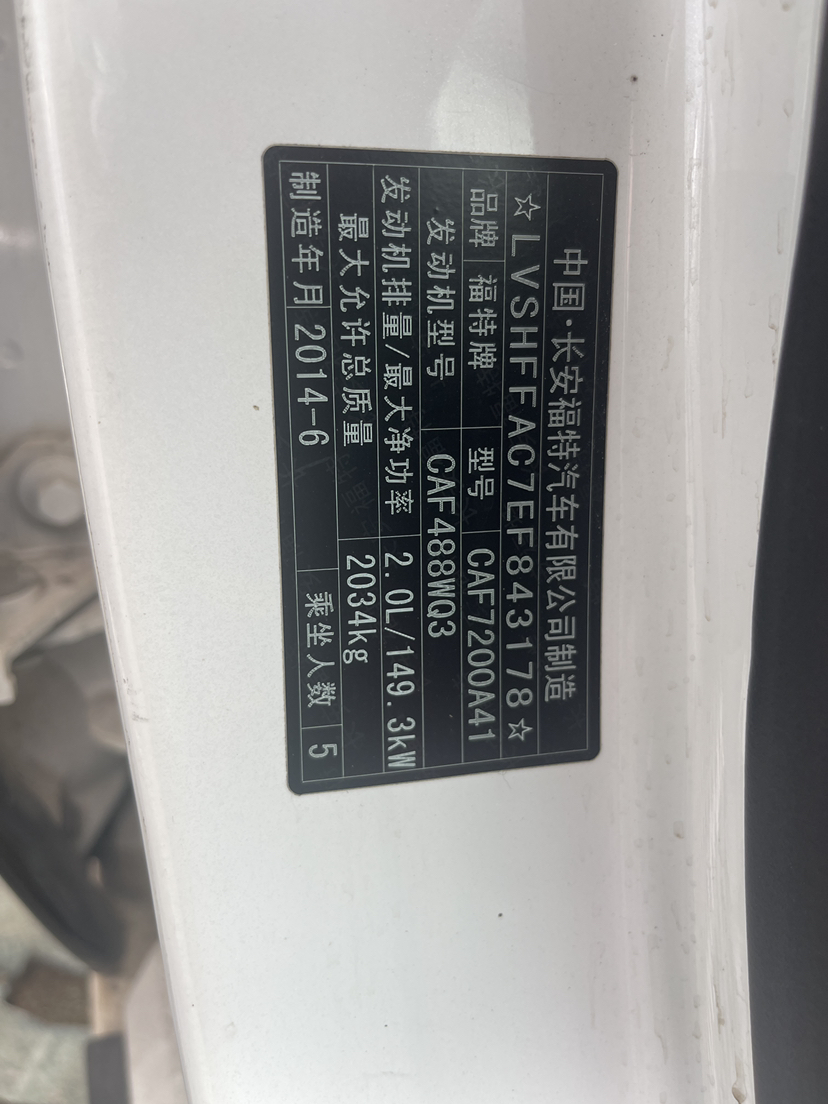 中国·长安福特汽车有限公司制造
☆LVSHFFAC7EF843178☆
品牌 福特牌 型号 CAF7200A41
发动机型号 CAF488WQ3
发动机排量/最大净功率 2.0L/149.3kW
最大允许总质量 2034kg
制造年月 2014-6 乘坐人数 5